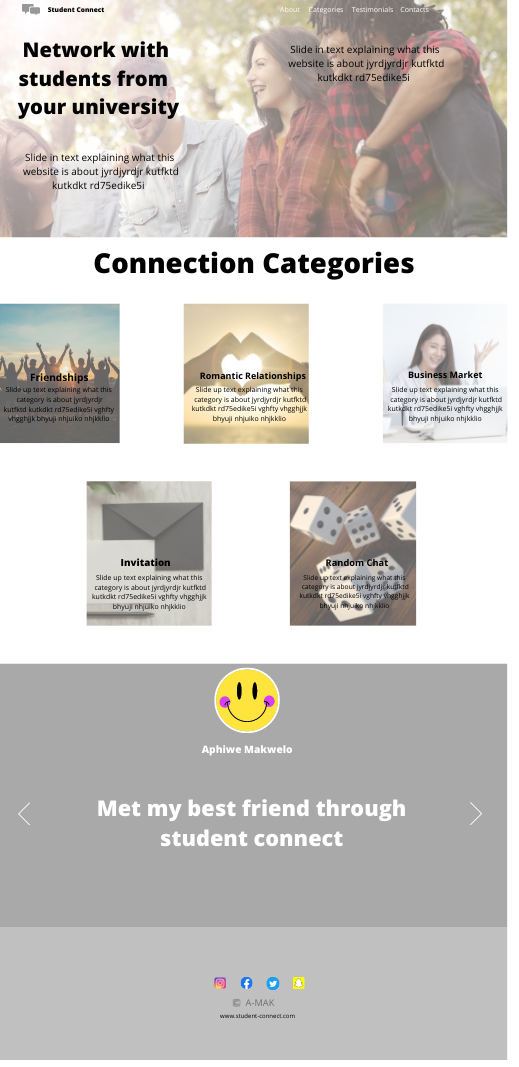 Student Connect
About Categories Testimonials Contacts
Network with
students from
your university
Slide in text explaining what this
website is about jyrdjyrdjr kutfktd
kutkdkt rd75edike5i
Slide in text explaining what this
website is about jyrdjyrdjr kutfktd
kutkdkt rd75edike5i
Connection Categories
Friendships
Slide up text explaining what this
category is about jyrdjyrdjr
kutfktd kutkdkt rd75edike5i vghfty
vhgghjjk bhyuji nhjuiko nhjkklio
Romantic Relationships
Slide up text explaining what this
category is about jyrdjyrdjr kutfktd
kutkdkt rd75edike5i vghfty vhgghjjk
bhyuji nhjuiko nhjkklio
Business Market
Slide up text explaining what this
category is about jyrdjyrdjr kutfktd
kutkdkt rd75edike5i vghfty vhgghjjk
bhyuji nhjuiko nhjkklio
Invitation
Slide up text explaining what this
category is about jyrdjyrdjr kutfktd
kutkdkt rd75edike5i vghfty vhgghjjk
bhyuji nhjuiko nhjkklio
Random Chat
Slide up text explaining what this
category is about jyrdjyrdjr kutfktd
kutkdkt rd75edike5i vghfty vhgghjjk
bhyuji nhjuiko nhjkklio
Aphiwe Makwelo
Met my best friend through
student connect
© A-MAK
www.student-connect.com